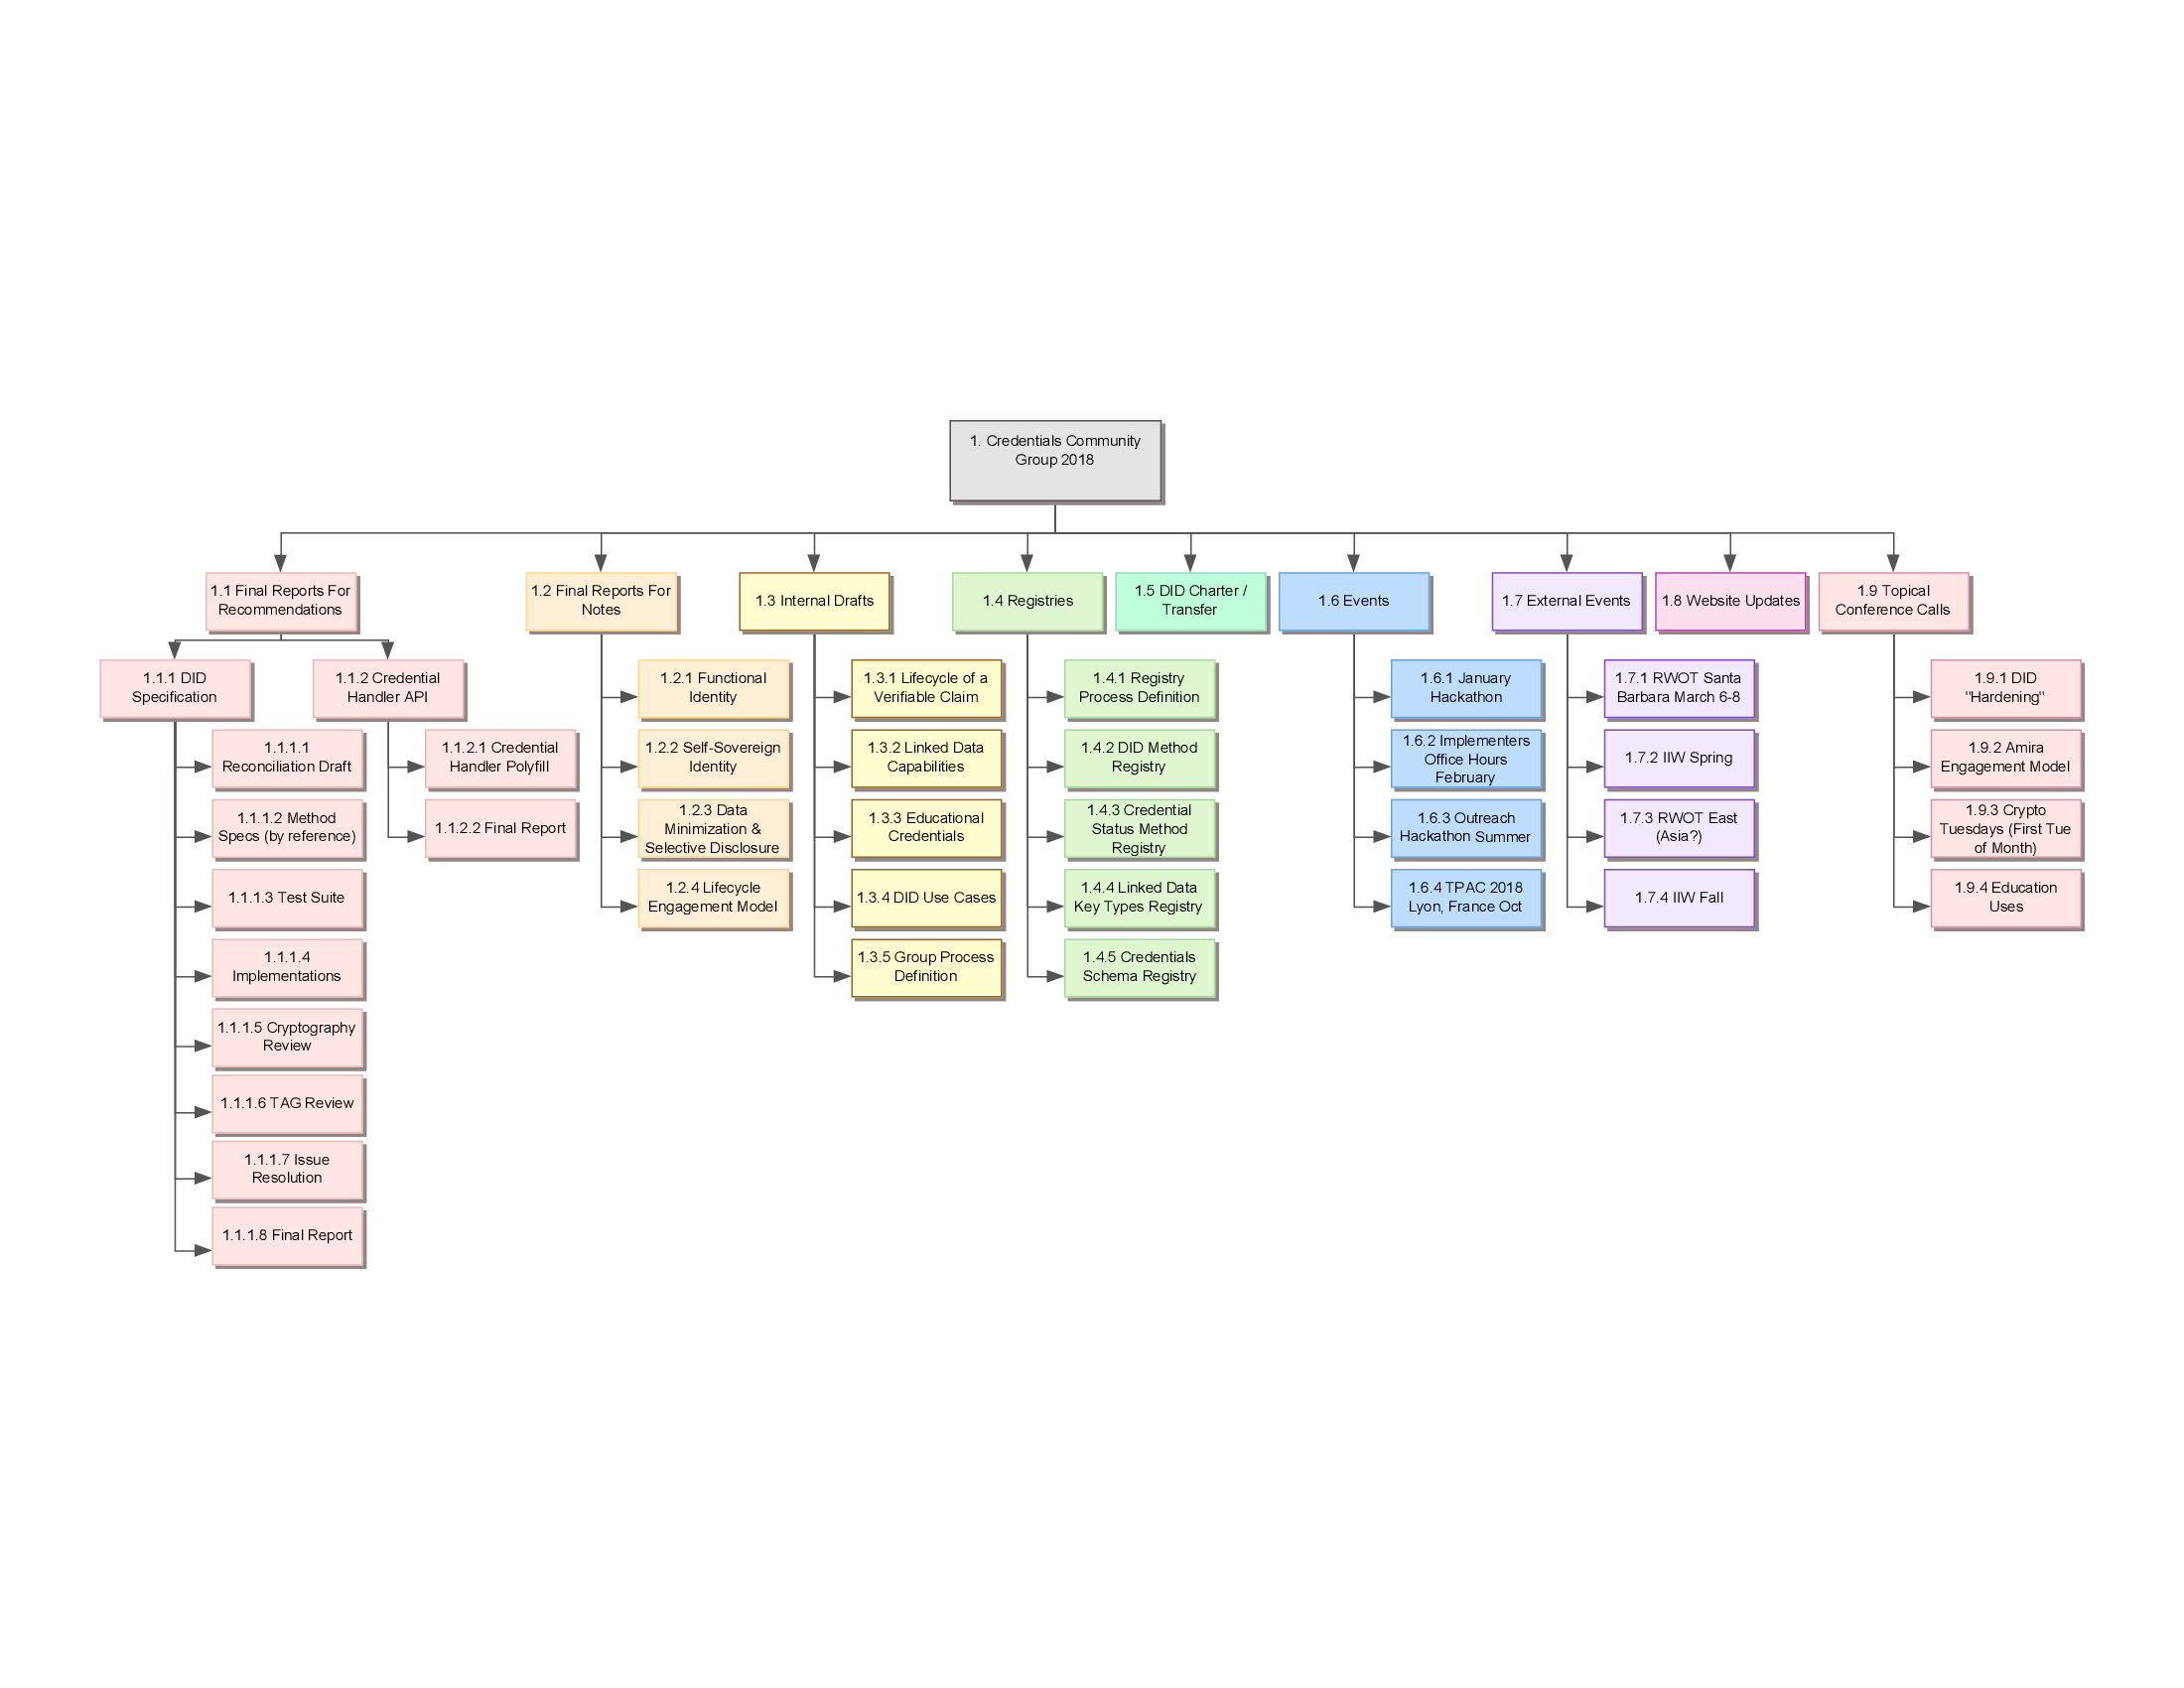 1. Credentials Community
Group 2018
1.1 Final Reports For
Recommendations
1.2 Final Reports For
Notes
1.3 Internal Drafts
1.4 Registries
1.5 DID Charter /
Transfer
1.6 Events
1.7 External Events
1.8 Website Updates
1.9 Topical
Conference Calls
1.1.1 DID
Specification
1.1.1.1
Reconciliation Draft
1.1.1.2 Method
Specs (by reference)
1.1.1.3 Test Suite
1.1.1.4
Implementations
1.1.1.5 Cryptography
Review
1.1.1.6 TAG Review
1.1.1.7 Issue
Resolution
1.1.1.8 Final Report
1.1.2 Credential
Handler API
1.1.2.1 Credential
Handler Polyfill
1.1.2.2 Final Report
1.2.1 Functional
Identity
1.2.2 Self-Sovereign
Identity
1.2.3 Data
Minimization &
Selective Disclosure
1.2.4 Lifecycle
Engagement Model
1.3.1 Lifecycle of a
Verifiable Claim
1.3.2 Linked Data
Capabilities
1.3.3 Educational
Credentials
1.3.4 DID Use Cases
1.3.5 Group Process
Definition
1.4.1 Registry
Process Definition
1.4.2 DID Method
Registry
1.4.3 Credential
Status Method
Registry
1.4.4 Linked Data
Key Types Registry
1.4.5 Credentials
Schema Registry
1.6.1 January
Hackathon
1.6.2 Implementers
Office Hours
February
1.6.3 Outreach
Hackathon Summer
1.6.4 TPAC 2018
Lyon, France Oct
1.7.1 RWOT Santa
Barbara March 6-8
1.7.2 IIW Spring
1.7.3 RWOT East
(Asia?)
1.7.4 IIW Fall
1.9.1 DID
"Hardening"
1.9.2 Amira
Engagement Model
1.9.3 Crypto
Tuesdays (First Tue
of Month)
1.9.4 Education
Uses